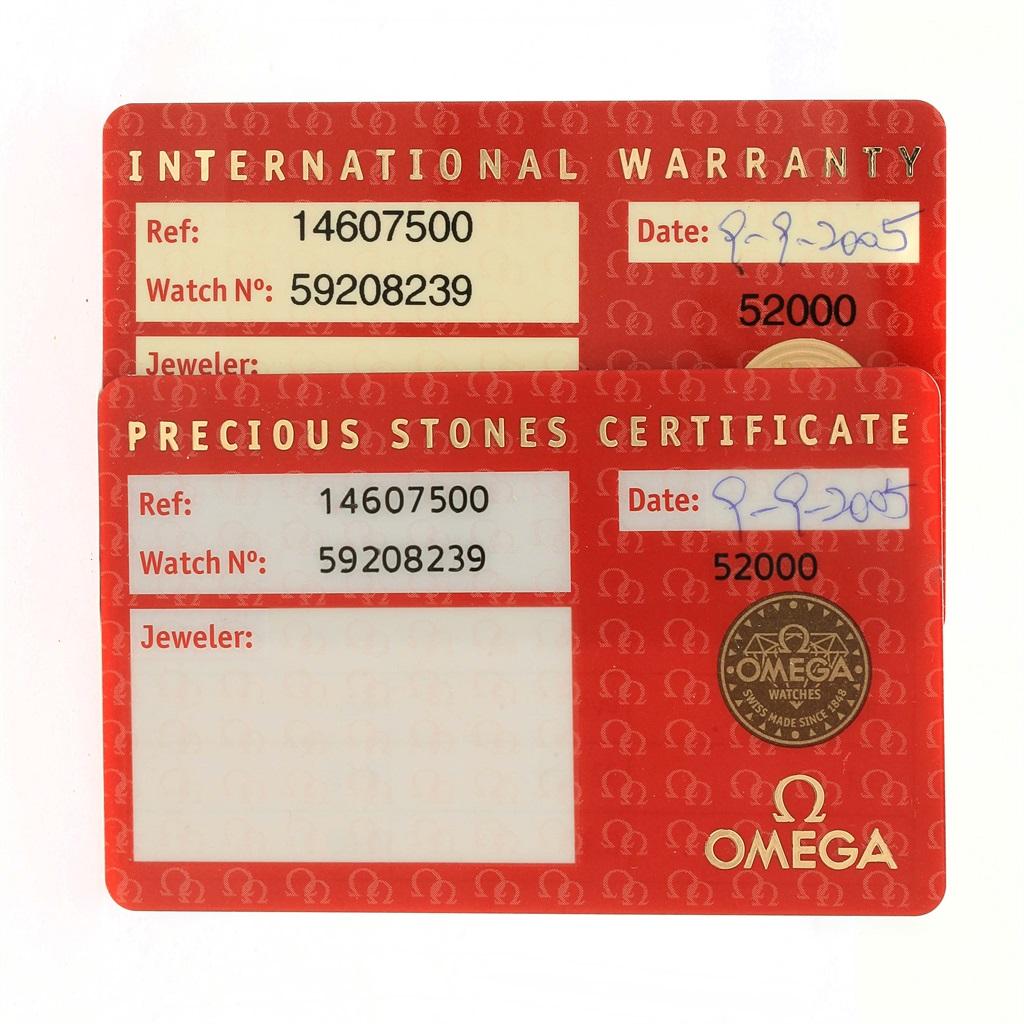 INTERNATIONAL WARRANTY
Ref: 14607500
Date: 9-9-2005
Watch Nº: 59208239
52000
Jeweler:
PRECIOUS STONES CERTIFICATE
Ref: 14607500
Date: 9-9-2005
Watch Nº: 59208239
52000
Jeweler:
Ω
OMEGA
WATCHES
SWISS MADE SINCE 1848
Ω
OMEGA